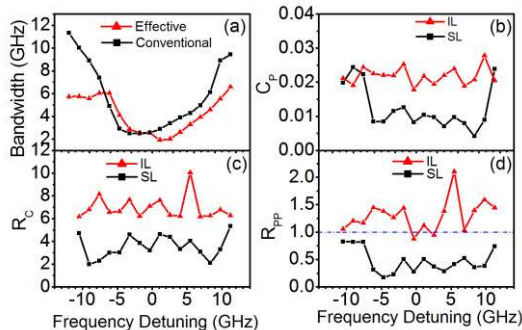 Effective
Conventional
(a)
Bandwidth (GHz)
12
10
8
6
4
2
IL
SL
(b)
C_P
0.04
0.03
0.02
0.01
0.00
(c)
IL
SL
R_C
12
10
8
6
4
2
0
-10 -5 0 5 10
Frequency Detuning (GHz)
IL
SL
(d)
R_PP
2.0
1.5
1.0
0.5
-10 -5 0 5 10
Frequency Detuning (GHz)